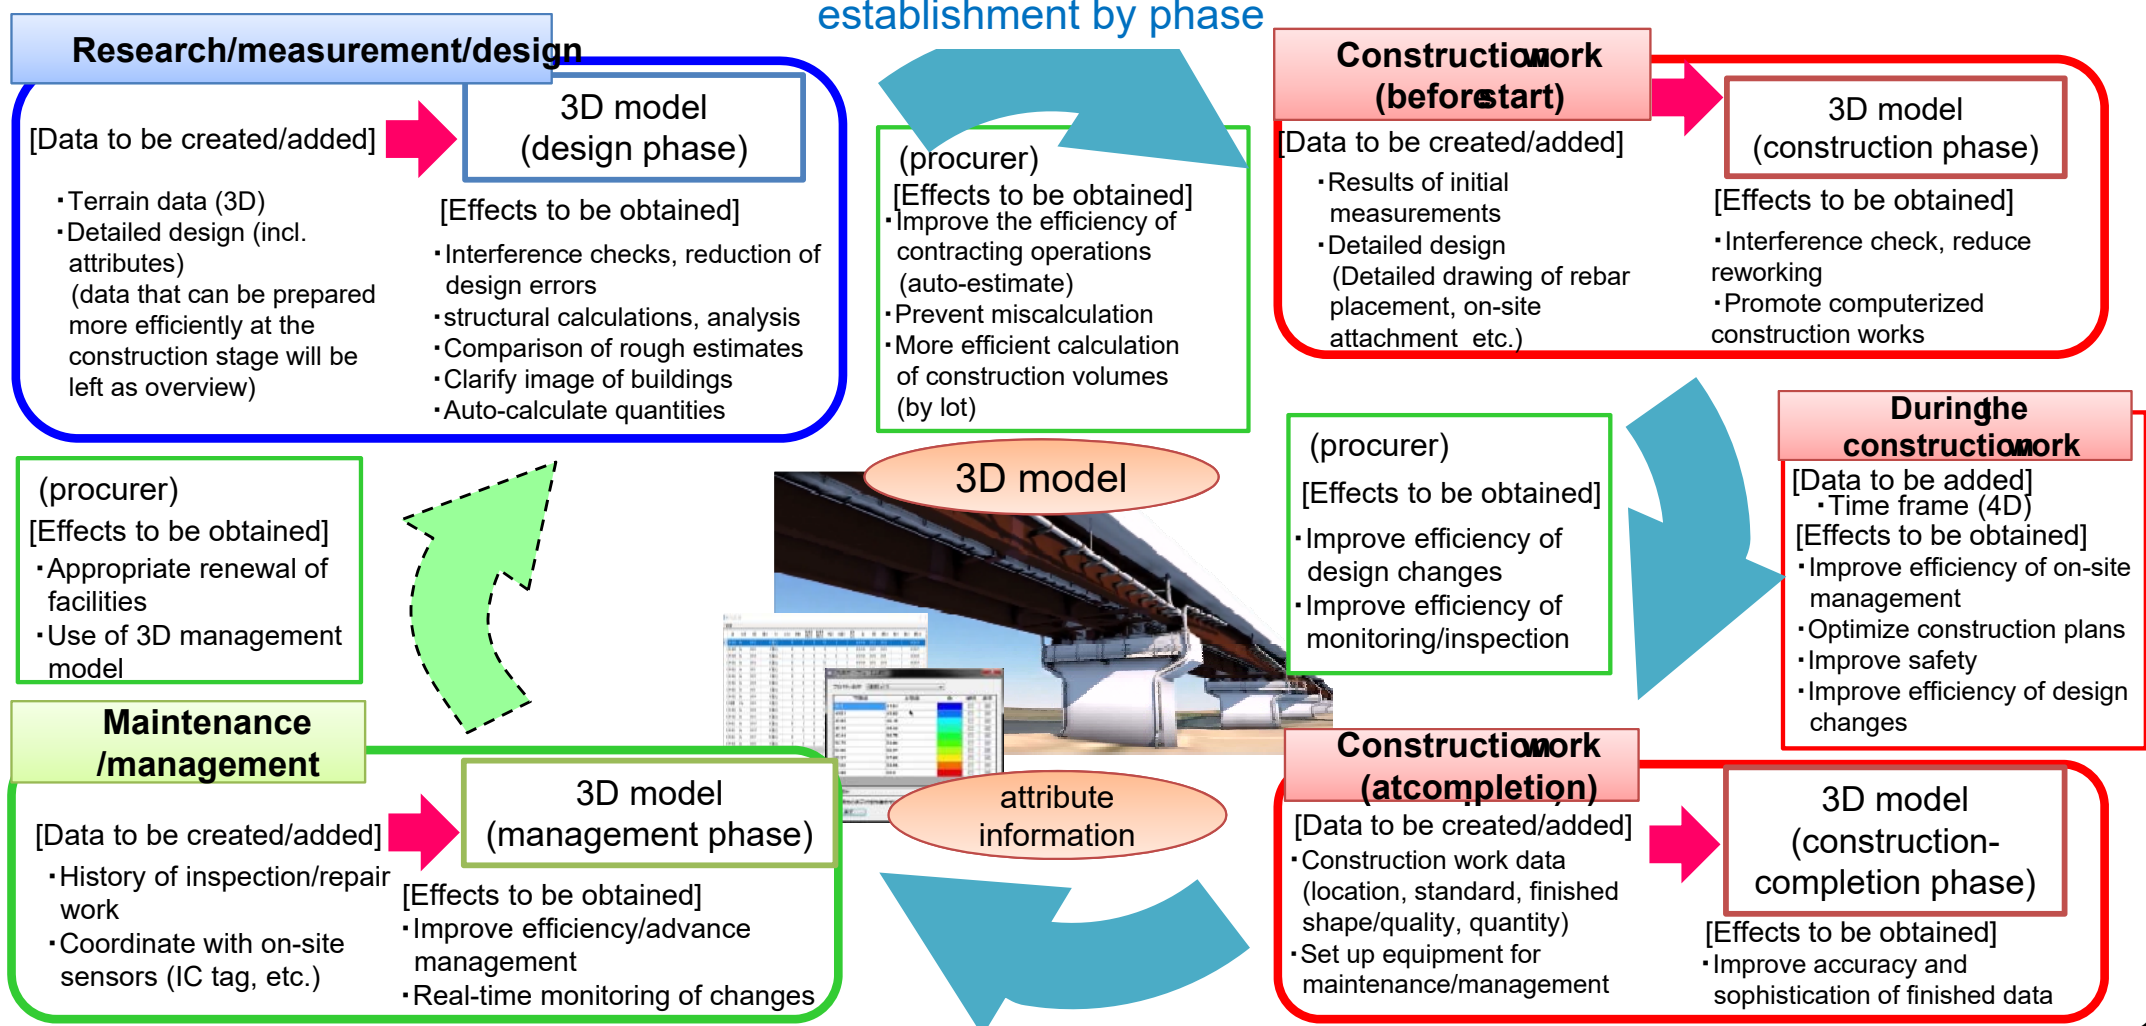 establishment by phase
Research/measurement/design
[Data to be created/added]
・Terrain data (3D)
・Detailed design (incl.
attributes)
(data that can be prepared
more efficiently at the
construction stage will be
left as overview)
3D model
(design phase)
[Effects to be obtained]
・Interference checks, reduction of
design errors
・structural calculations, analysis
・Comparison of rough estimates
・Clarify image of buildings
・Auto-calculate quantities
(procurer)
[Effects to be obtained]
・Improve the efficiency of
contracting operations
(auto-estimate)
・Prevent miscalculation
・More efficient calculation
of construction volumes
(by lot)
Construction work
(before start)
[Data to be created/added]
・Results of initial
measurements
・Detailed design
(Detailed drawing of rebar
placement, on-site
attachment etc.)
3D model
(construction phase)
[Effects to be obtained]
・Interference check, reduce
reworking
・Promote computerized
construction works
(procurer)
[Effects to be obtained]
・Improve efficiency of
design changes
・Improve efficiency of
monitoring/inspection
During the
construction work
[Data to be added]
・Time frame (4D)
[Effects to be obtained]
・Improve efficiency of on-site
management
・Optimize construction plans
・Improve safety
・Improve efficiency of design
changes
(procurer)
[Effects to be obtained]
・Appropriate renewal of
facilities
・Use of 3D management
model
3D model
attribute
information
Maintenance
/management
[Data to be created/added]
・History of inspection/repair
work
・Coordinate with on-site
sensors (IC tag, etc.)
3D model
(management phase)
[Effects to be obtained]
・Improve efficiency/advance
management
・Real-time monitoring of changes
Construction work
(at completion)
[Data to be created/added]
・Construction work data
(location, standard, finished
shape/quality, quantity)
・Set up equipment for
maintenance/management
3D model
(construction-
completion phase)
[Effects to be obtained]
・Improve accuracy and
sophistication of finished data